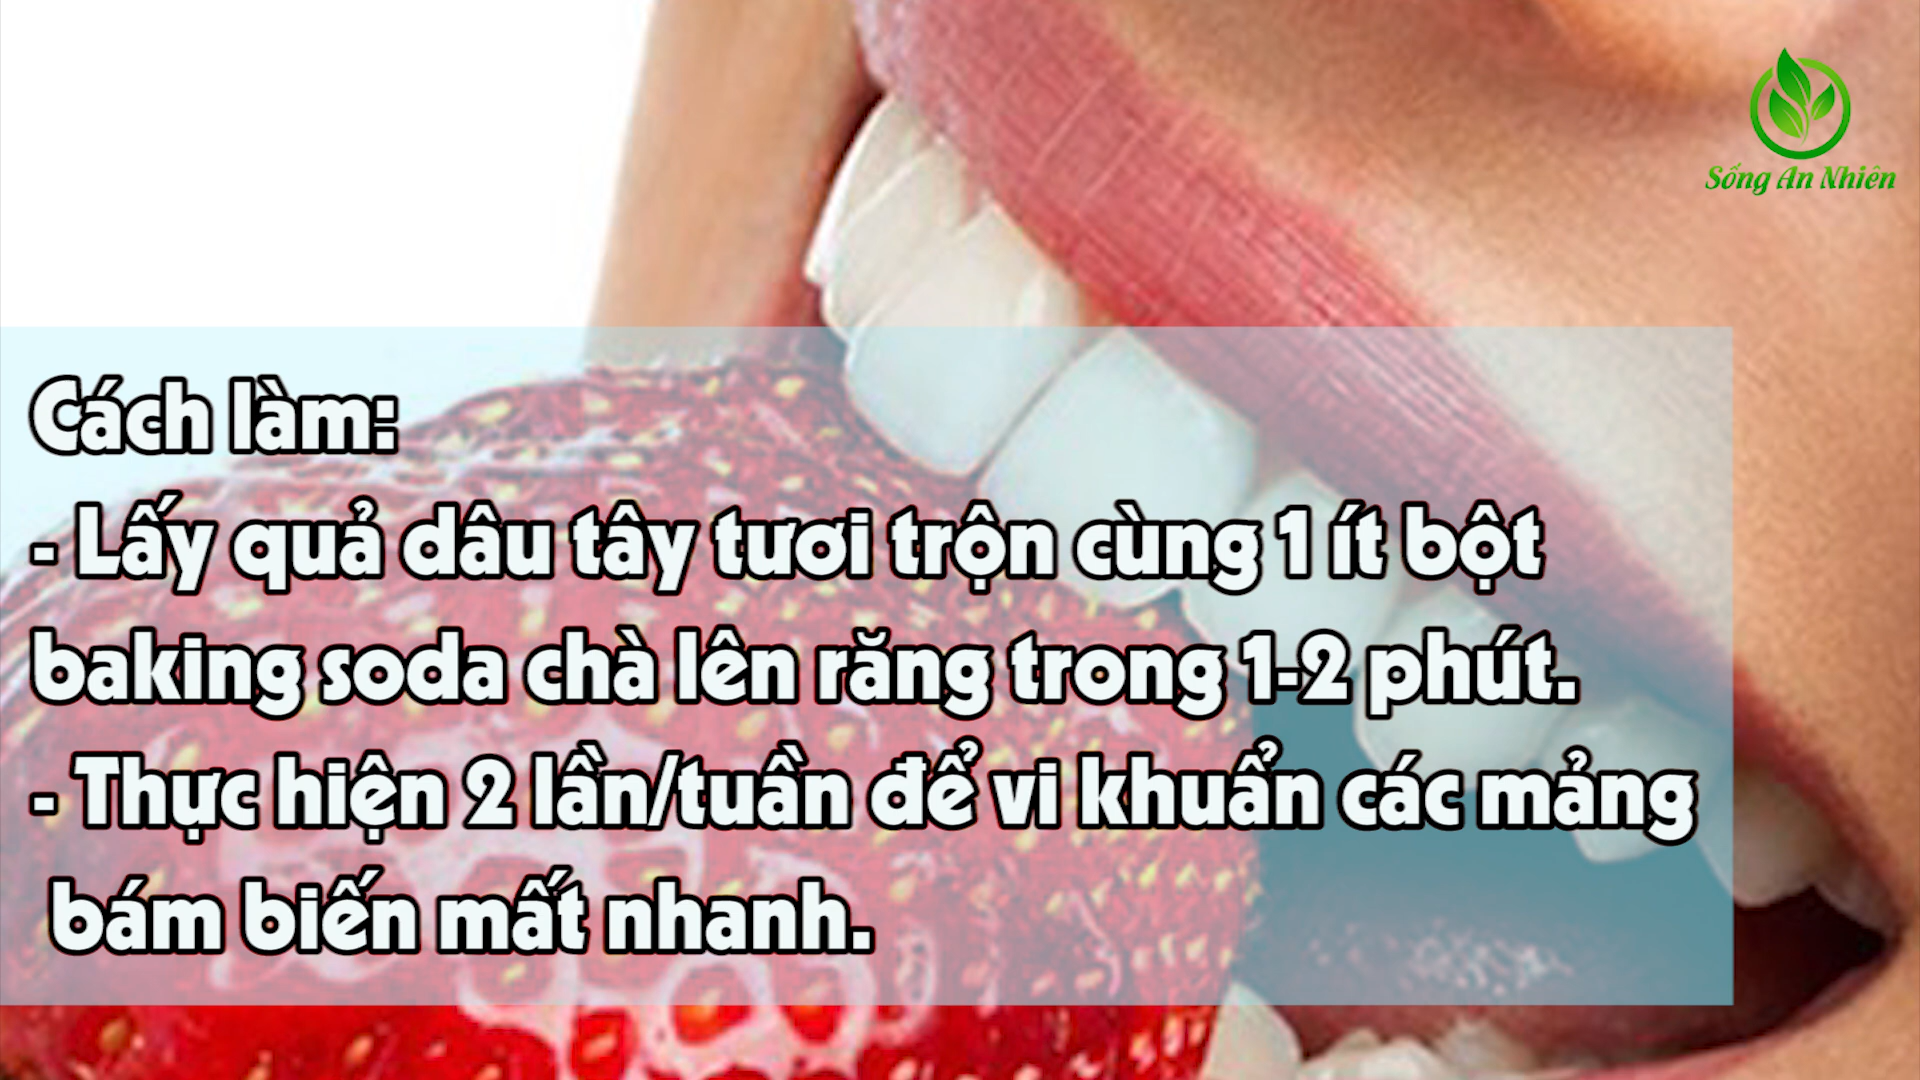 Sống An Nhiên
Cách làm:
- Lấy quả dâu tây tươi trộn cùng 1 ít bột
baking soda chà lên răng trong 1-2 phút.
- Thực hiện 2 lần/tuần để vi khuẩn các mảng
bám biến mất nhanh.